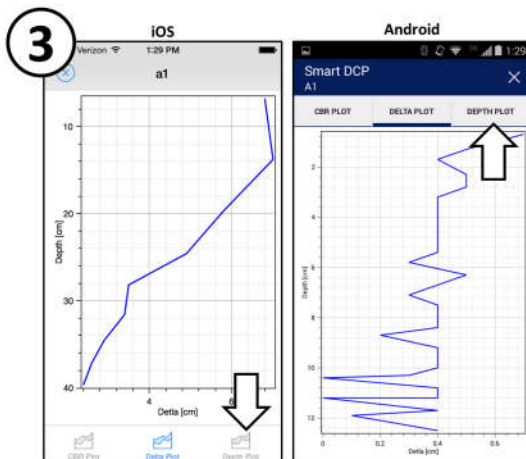 3
iOS
Android
Verizon 1:29 PM
a1
10
20
30
40
Depth [cm]
4
6
Detla [cm]
CBR Plot
Delta Plot
Depth Plot
1:29
Smart DCP
A1
CBR PLOT
DELTA PLOT
DEPTH PLOT
2
4
6
8
10
12
Depth [cm]
0
0.2
0.4
0.6
Delta [cm]